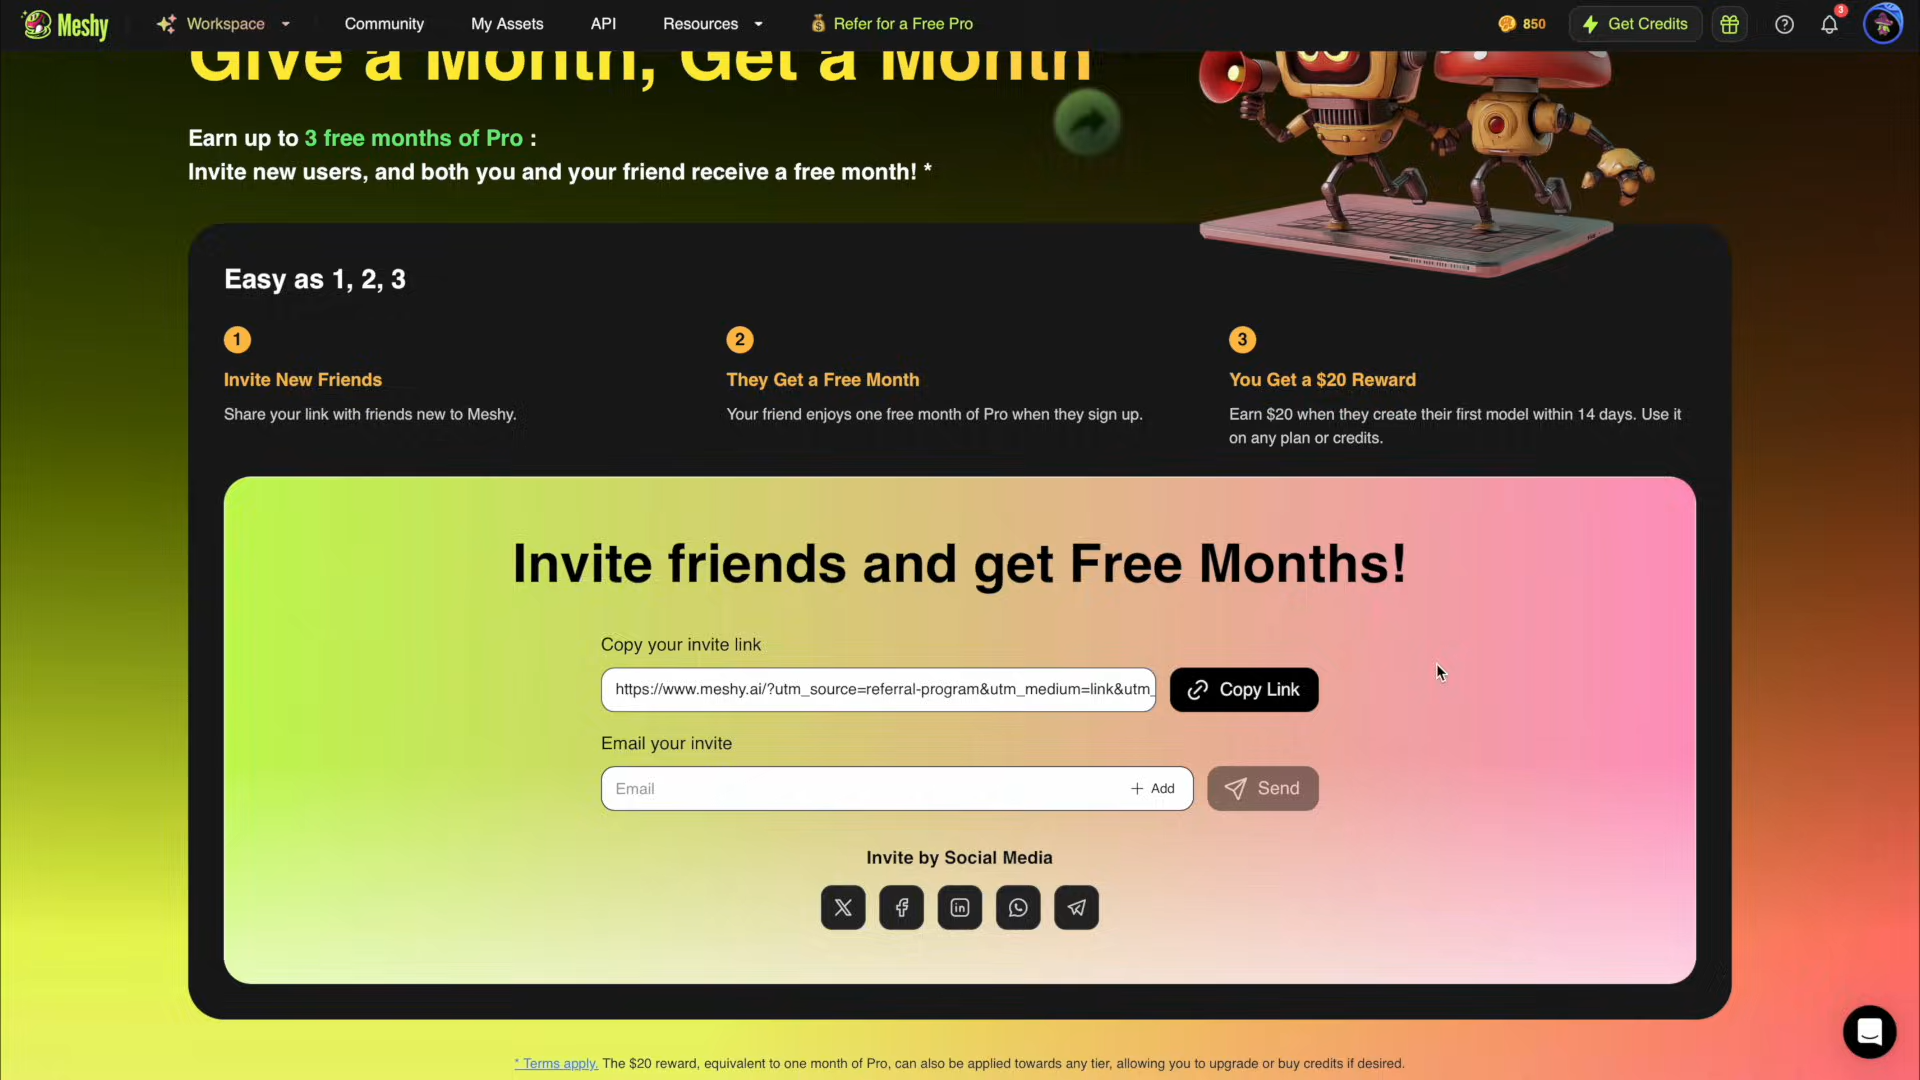 Meshy
Workspace
Community
My Assets
API
Resources
Refer for a Free Pro
850
Get Credits
3
Give a Month, Get a Month
Earn up to 3 free months of Pro :
Invite new users, and both you and your friend receive a free month! *
Easy as 1, 2, 3
1
Invite New Friends
Share your link with friends new to Meshy.
2
They Get a Free Month
Your friend enjoys one free month of Pro when they sign up.
3
You Get a $20 Reward
Earn $20 when they create their first model within 14 days. Use it
on any plan or credits.
Invite friends and get Free Months!
Copy your invite link
https://www.meshy.ai/?utm_source=referral-program&utm_medium=link&utm_
Copy Link
Email your invite
Email
+ Add
Send
Invite by Social Media
* Terms apply. The $20 reward, equivalent to one month of Pro, can also be applied towards any tier, allowing you to upgrade or buy credits if desired.